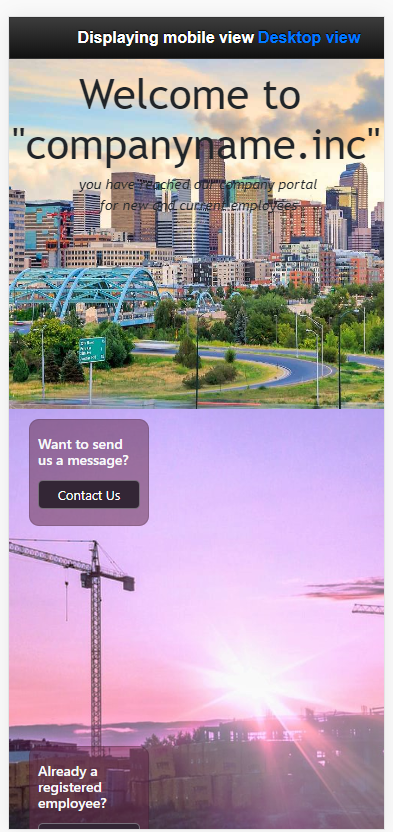 Displaying mobile view Desktop view
Welcome to
"companyname.inc"
you have reached our company portal
for new and current employees
Want to send
us a message?
Contact Us
Already a
registered
employee?